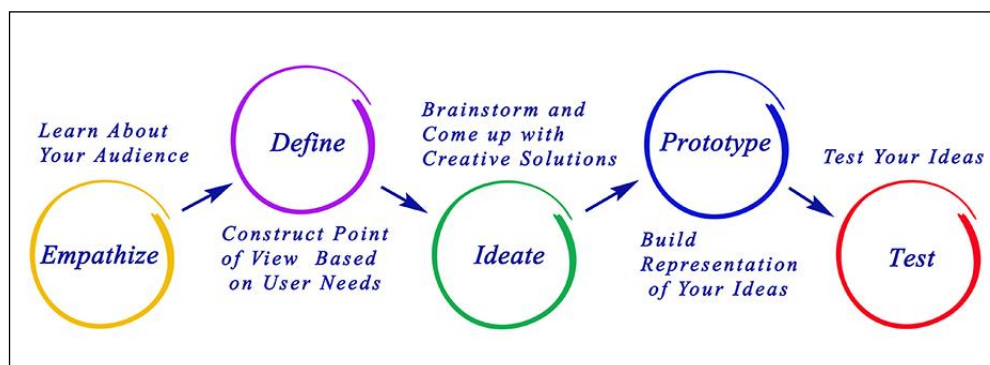 Learn About
Your Audience
Empathize
Define
Construct Point
of View Based
on User Needs
Brainstorm and
Come up with
Creative Solutions
Ideate
Prototype
Build
Representation
of Your Ideas
Test Your Ideas
Test